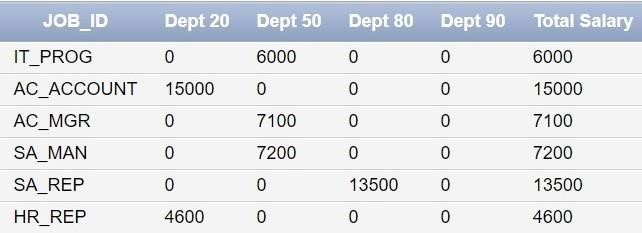 JOB_ID Dept 20 Dept 50 Dept 80 Dept 90 Total Salary
IT_PROG 0 6000 0 0 6000
AC_ACCOUNT 15000 0 0 0 15000
AC_MGR 0 7100 0 0 7100
SA_MAN 0 7200 0 0 7200
SA_REP 0 0 13500 0 13500
HR_REP 4600 0 0 0 4600